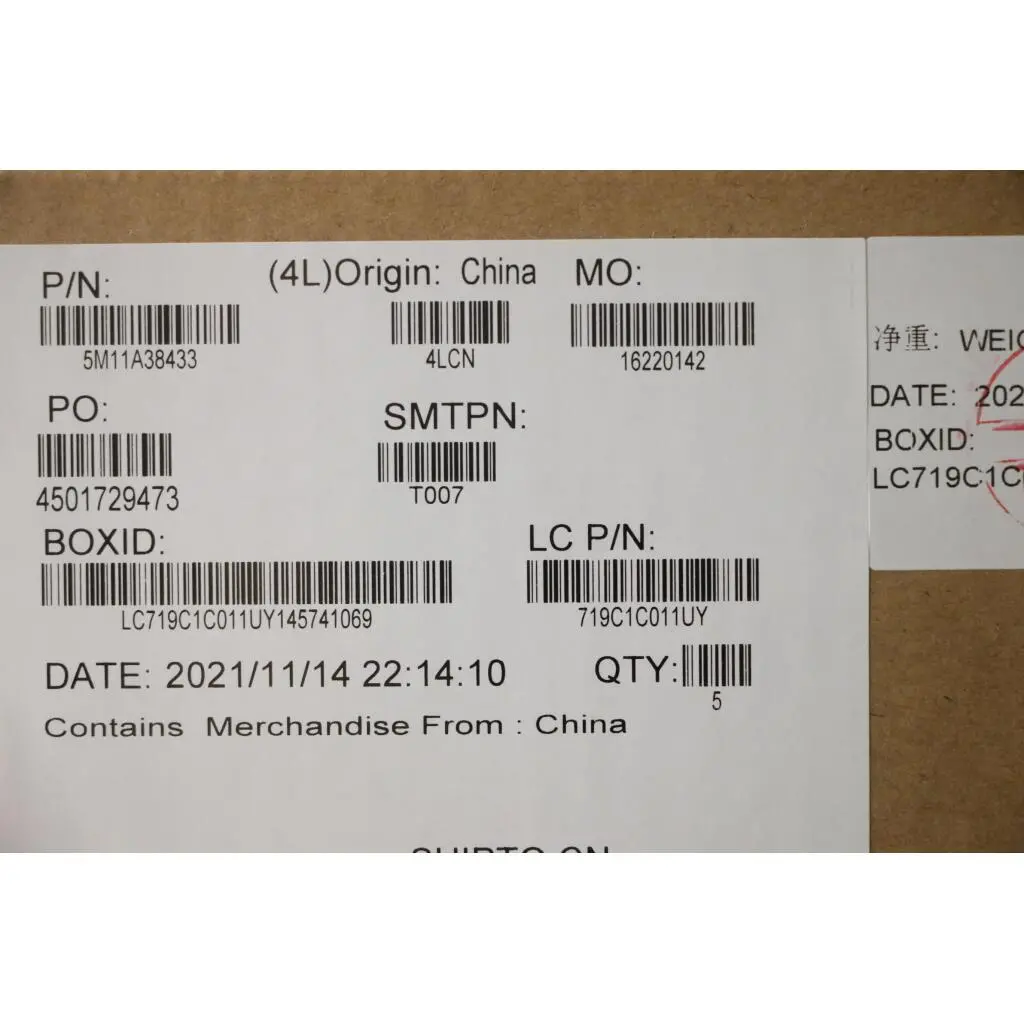 P/N: (4L)Origin: China MO:
5M11A38433 4LCN 16220142
PO: SMTPN:
4501729473 T007
BOXID: LC P/N:
LC719C1C011UY145741069 719C1C011UY
DATE: 2021/11/14 22:14:10 QTY:
5
Contains Merchandise From : China
净重:
DATE: 202
BOXID:
LC719C1C